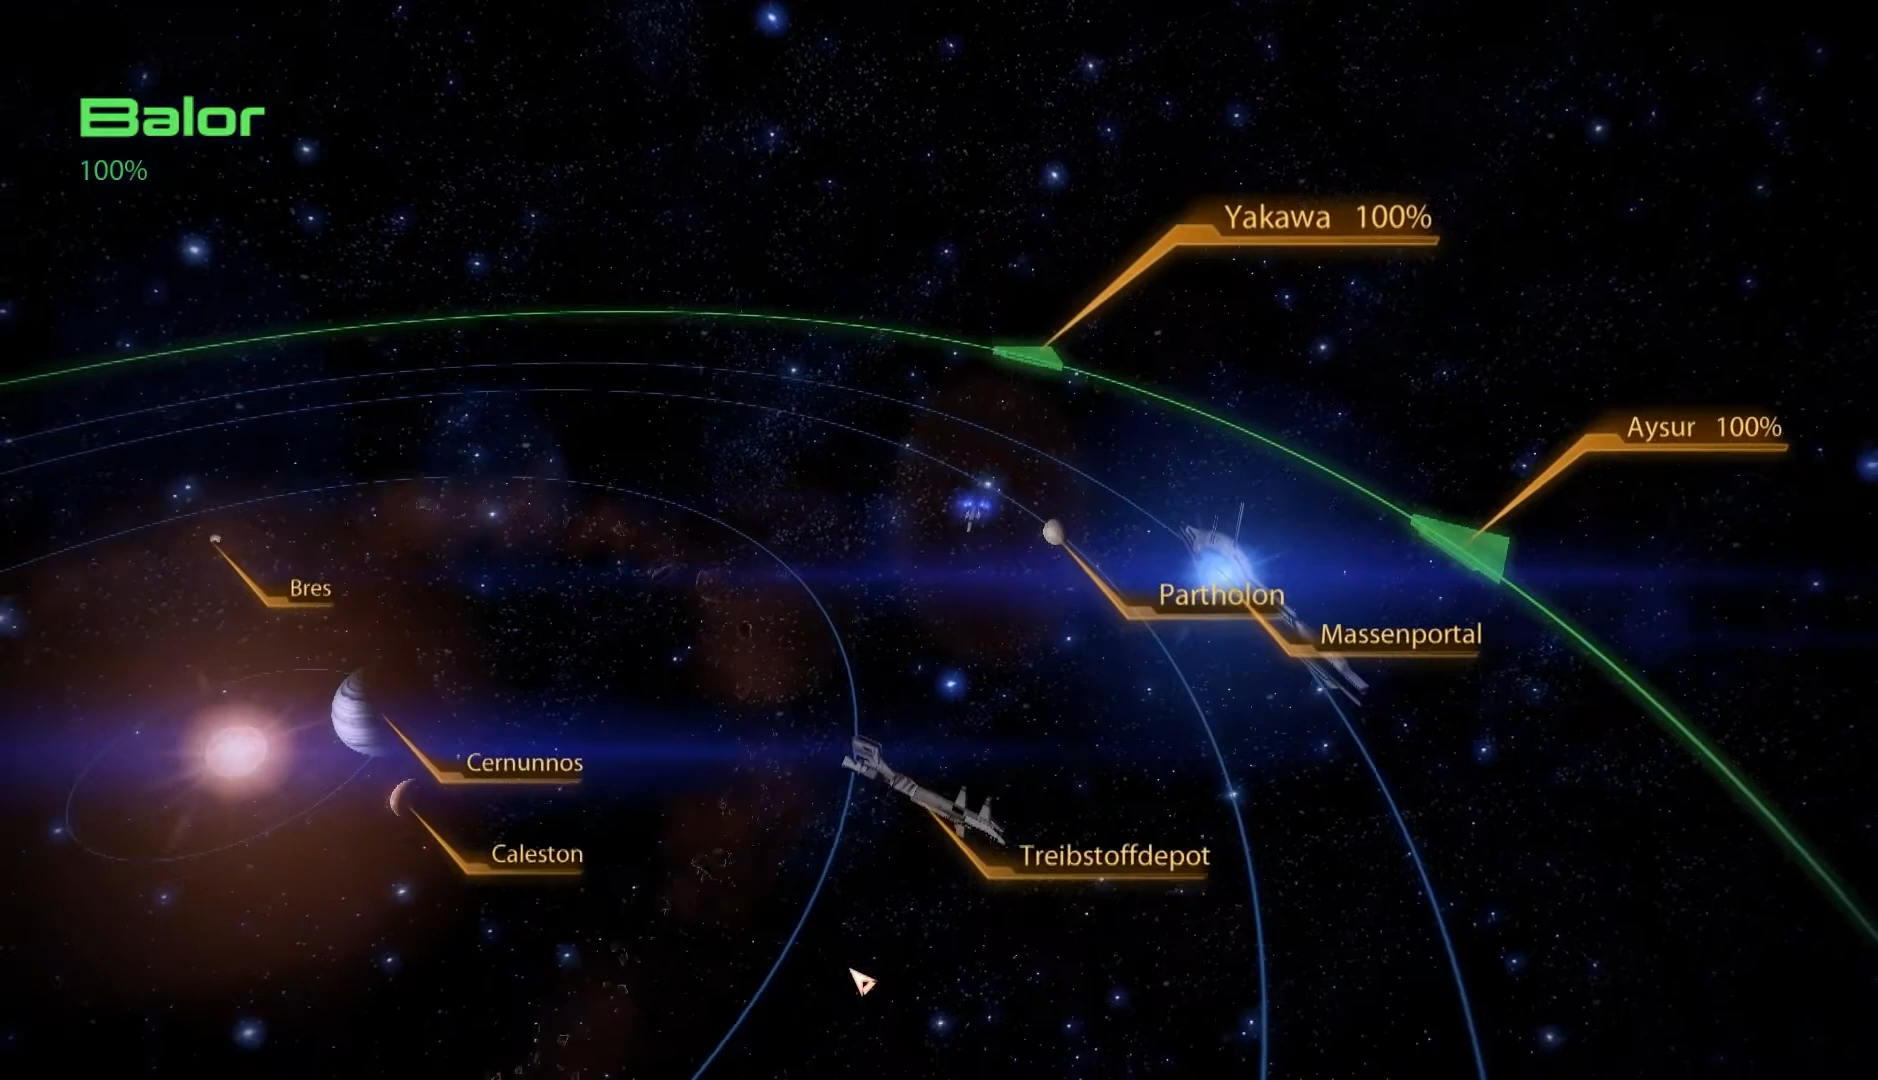 Balor
100%
Yakawa 100%
Aysur 100%
Bres
Partholon
Massenportal
Cernunnos
Caleston
Treibstoffdepot